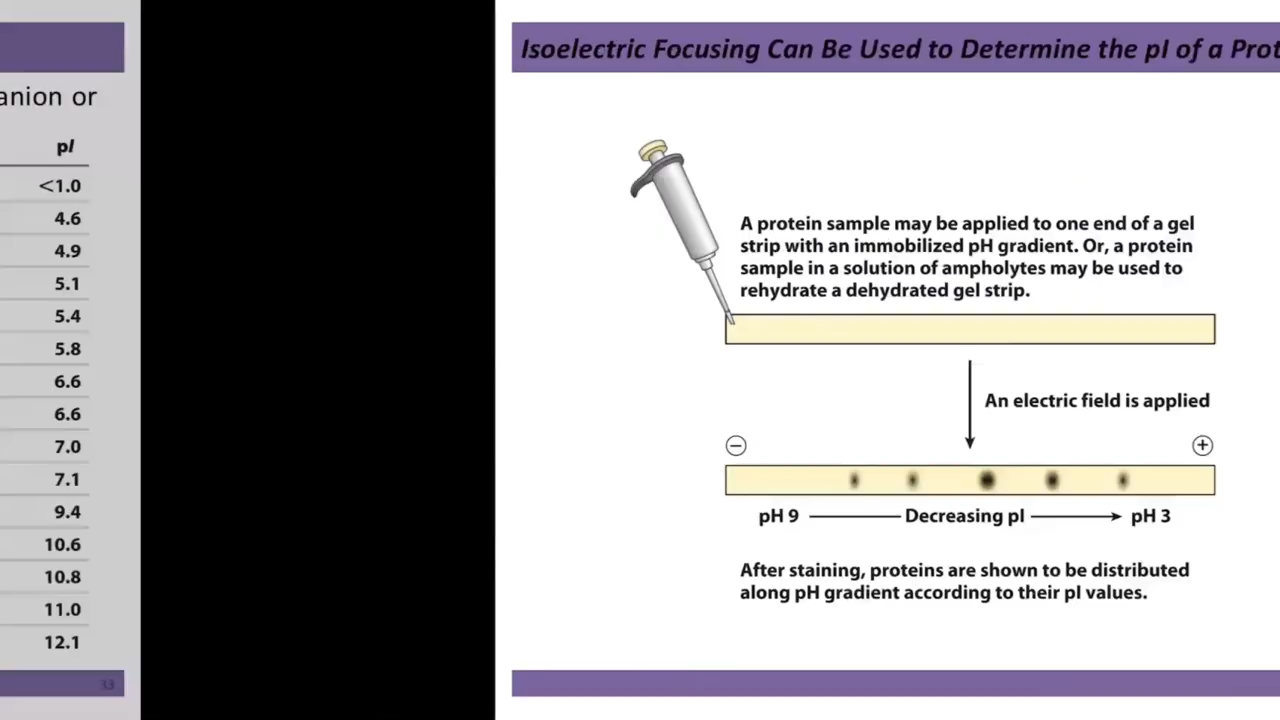 anion or
pI
<1.0
4.6
4.9
5.1
5.4
5.8
6.6
6.6
7.0
7.1
9.4
10.6
10.8
11.0
12.1
33
Isoelectric Focusing Can Be Used to Determine the pI of a Prot
A protein sample may be applied to one end of a gel
strip with an immobilized pH gradient. Or, a protein
sample in a solution of ampholytes may be used to
rehydrate a dehydrated gel strip.
An electric field is applied
− +
pH 9 Decreasing pI pH 3
After staining, proteins are shown to be distributed
along pH gradient according to their pI values.